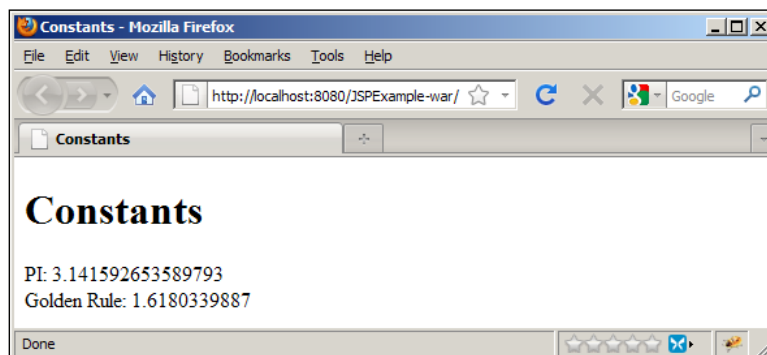 Constants - Mozilla Firefox
File Edit View History Bookmarks Tools Help
http://localhost:8080/JSPExample-war/ Google
Constants
Constants
PI: 3.141592653589793
Golden Rule: 1.6180339887
Done